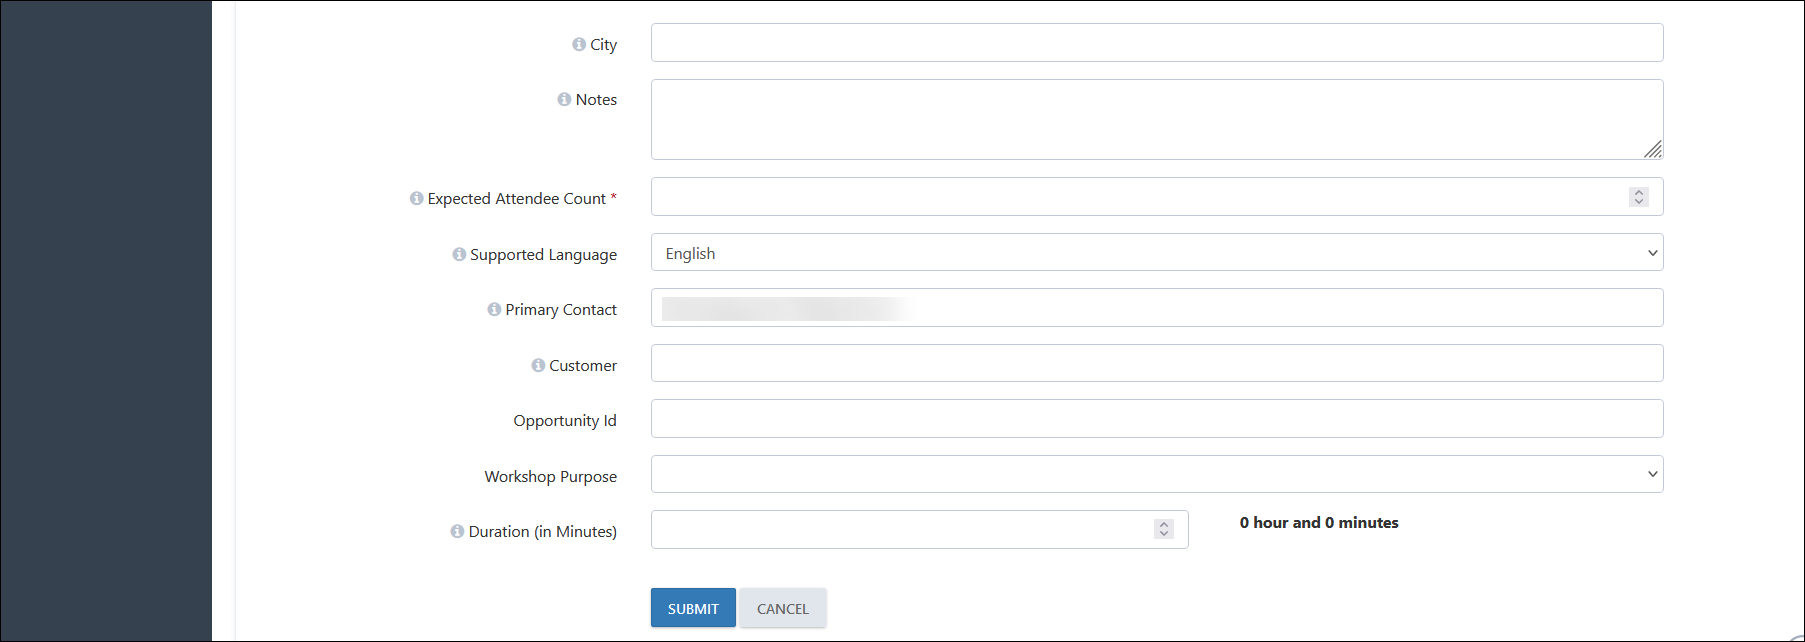 City
Notes
Expected Attendee Count *
Supported Language
English
Primary Contact
Customer
Opportunity Id
Workshop Purpose
Duration (in Minutes)
0 hour and 0 minutes
SUBMIT
CANCEL